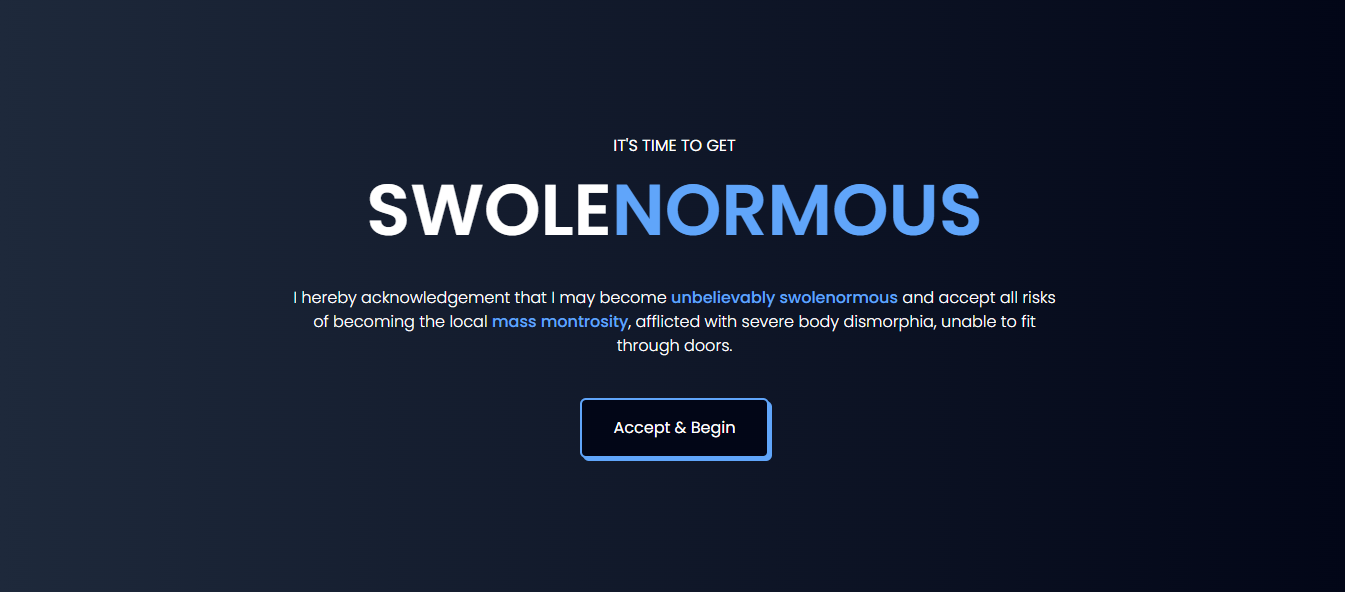 IT'S TIME TO GET
SWOLENORMOUS
I hereby acknowledgement that I may become unbelievably swolenormous and accept all risks
of becoming the local mass montrosity, afflicted with severe body dismorphia, unable to fit
through doors.
Accept & Begin